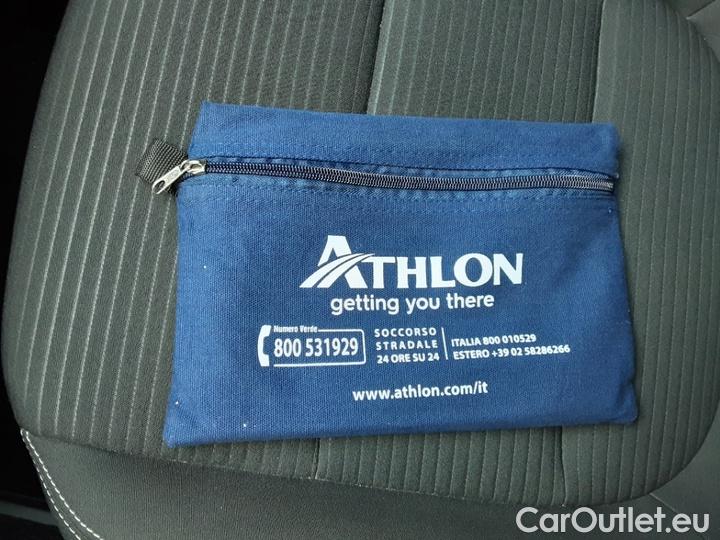 ATHLON
getting you there
Numero Verde
800 531929
SOCCORSO
STRADALE
24 ORE SU 24
ITALIA 800 010529
ESTERO +39 02 58286266
www.athlon.com/it
CarOutlet.eu